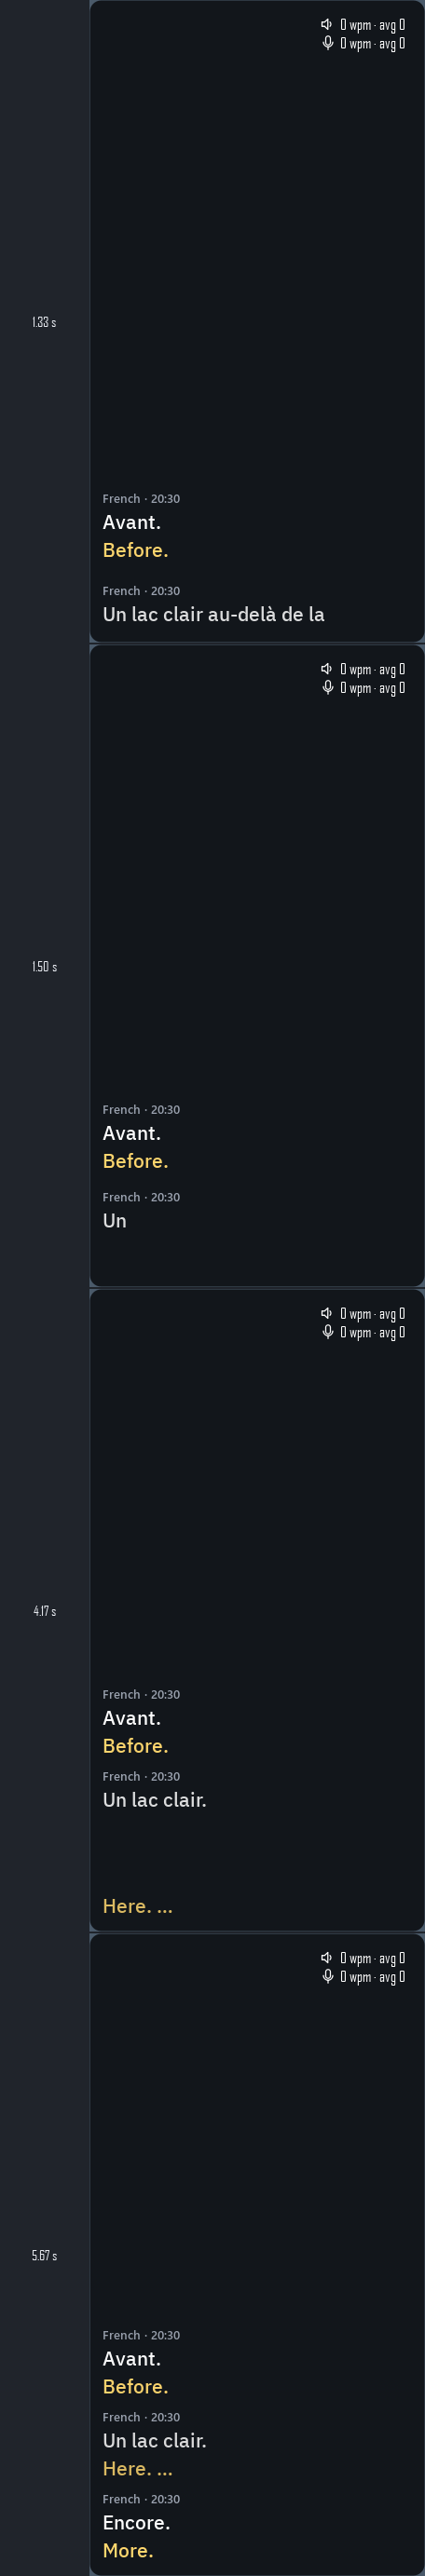 0 wpm · avg 0
0 wpm · avg 0
1.33 s
French · 20:30
Avant.
Before.
French · 20:30
Un lac clair au-delà de la
0 wpm · avg 0
0 wpm · avg 0
1.50 s
French · 20:30
Avant.
Before.
French · 20:30
Un
0 wpm · avg 0
0 wpm · avg 0
4.17 s
French · 20:30
Avant.
Before.
French · 20:30
Un lac clair.
Here. ...
0 wpm · avg 0
0 wpm · avg 0
5.67 s
French · 20:30
Avant.
Before.
French · 20:30
Un lac clair.
Here. ...
French · 20:30
Encore.
More.